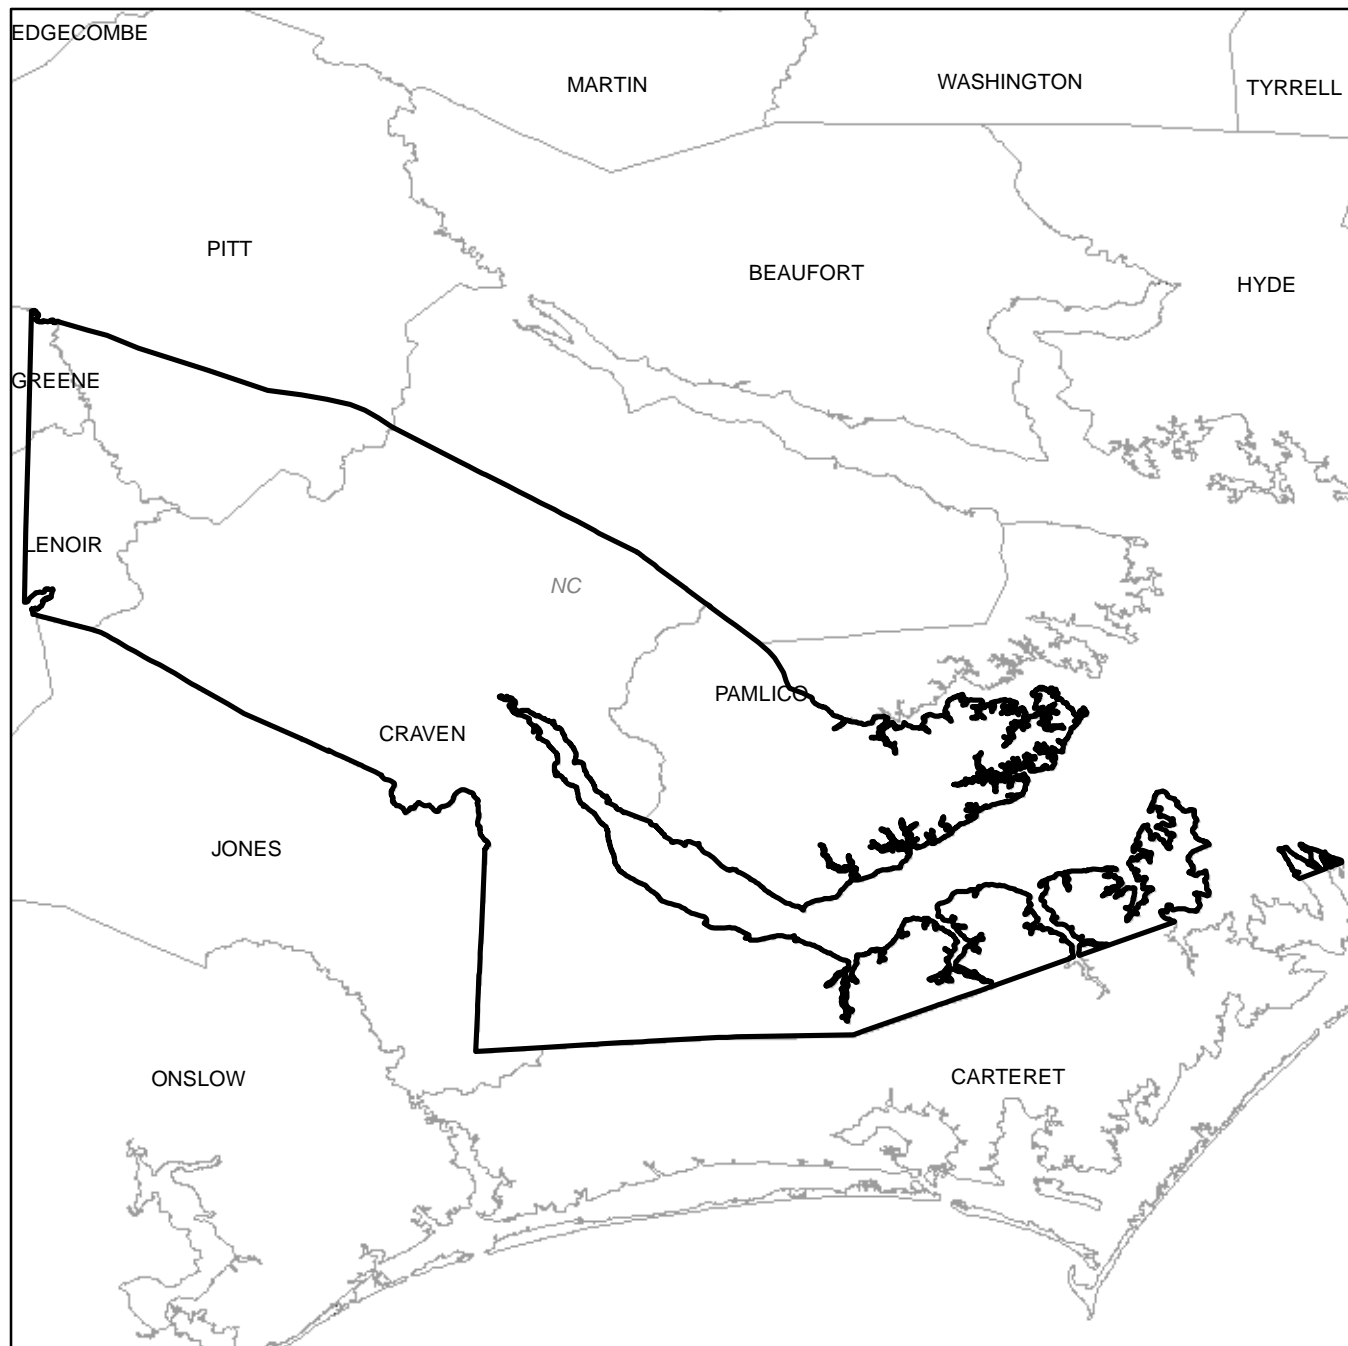 EDGECOMBE
MARTIN
WASHINGTON
TYRRELL
PITT
BEAUFORT
HYDE
GREENE
LENOIR
NC
PAMLICO
CRAVEN
JONES
ONSLOW
CARTERET